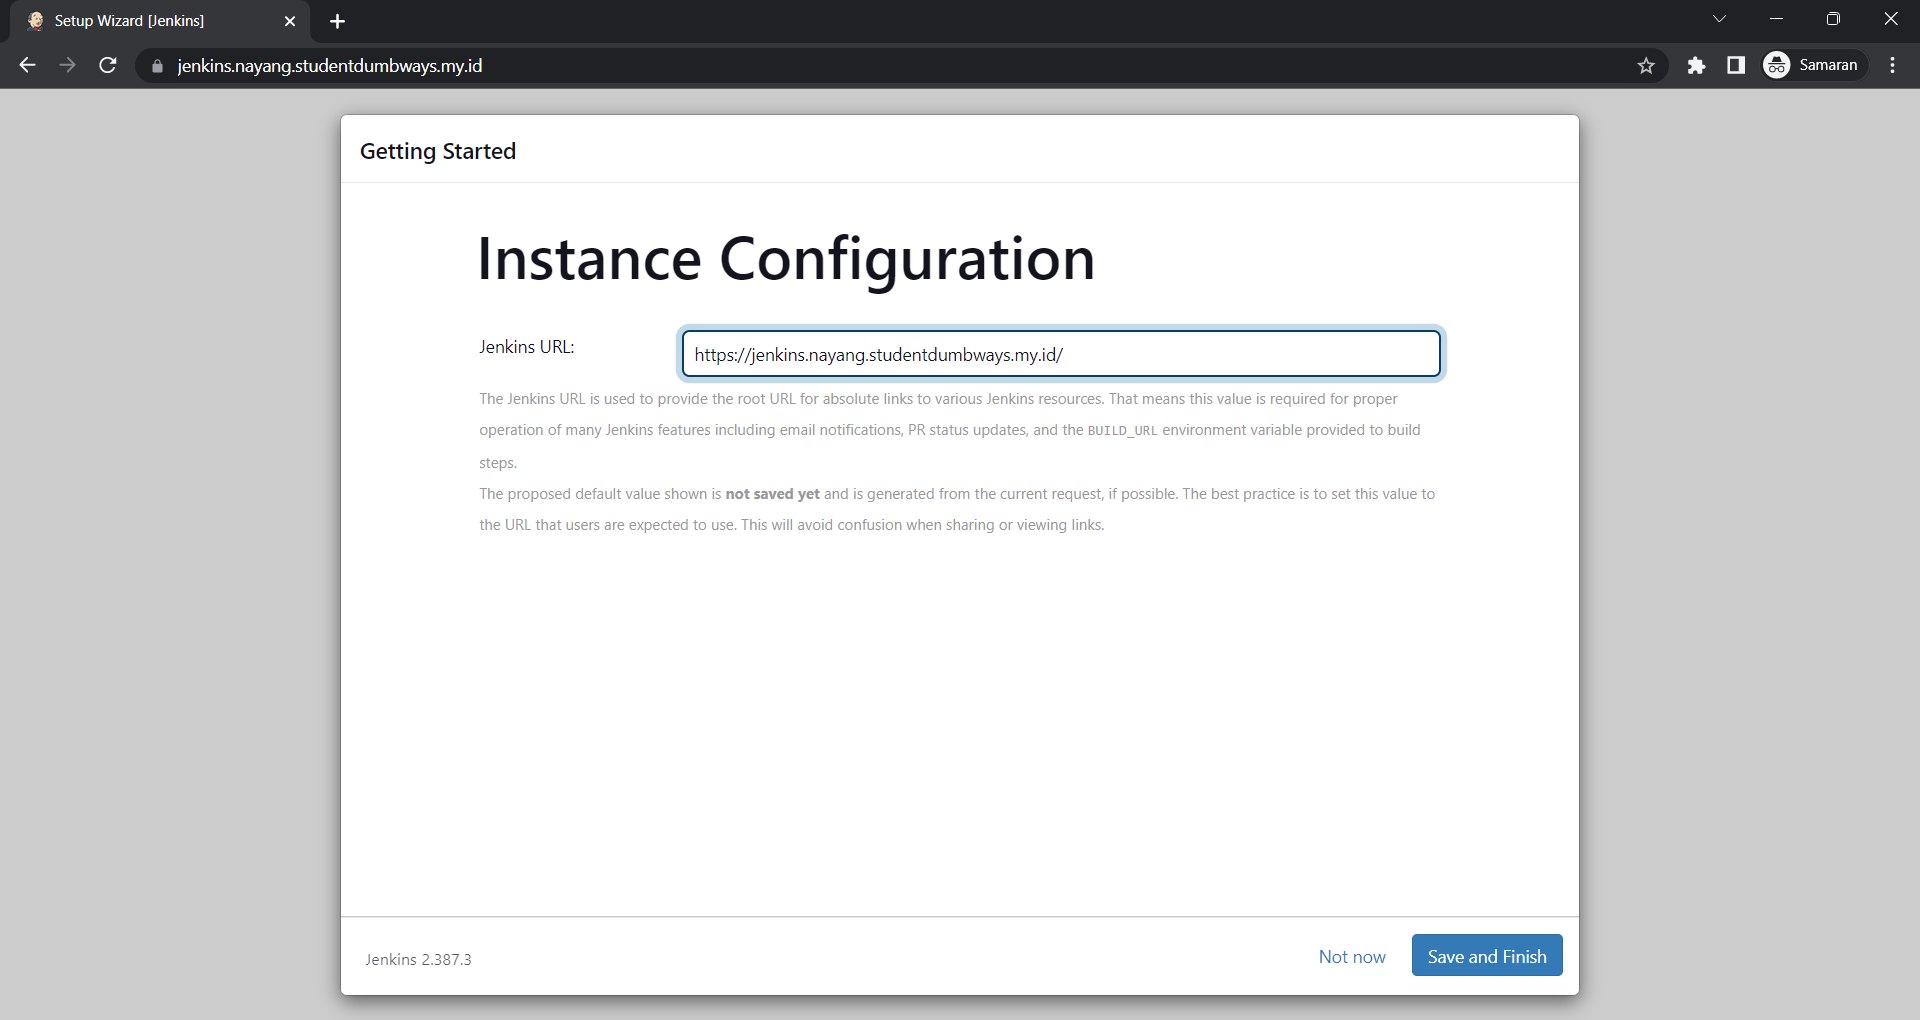 Setup Wizard [Jenkins]
jenkins.nayang.studentdumbways.my.id
Samaran
Getting Started
Instance Configuration
Jenkins URL:
https://jenkins.nayang.studentdumbways.my.id/
The Jenkins URL is used to provide the root URL for absolute links to various Jenkins resources. That means this value is required for proper
operation of many Jenkins features including email notifications, PR status updates, and the BUILD_URL environment variable provided to build
steps.
The proposed default value shown is not saved yet and is generated from the current request, if possible. The best practice is to set this value to
the URL that users are expected to use. This will avoid confusion when sharing or viewing links.
Jenkins 2.387.3
Not now
Save and Finish